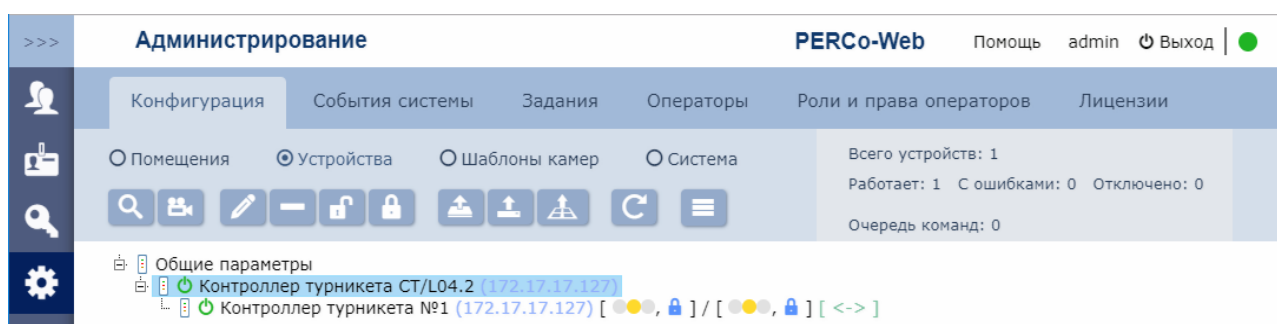 >>> Администрирование PERCo-Web Помощь admin Выход
Конфигурация События системы Задания Операторы Роли и права операторов Лицензии
Помещения Устройства Шаблоны камер Система Всего устройств: 1
Работает: 1 С ошибками: 0 Отключено: 0
Очередь команд: 0
Общие параметры
Контроллер турникета CT/L04.2 (172.17.17.127)
Контроллер турникета №1 (172.17.17.127) [ , ] / [ , ] [ <-> ]